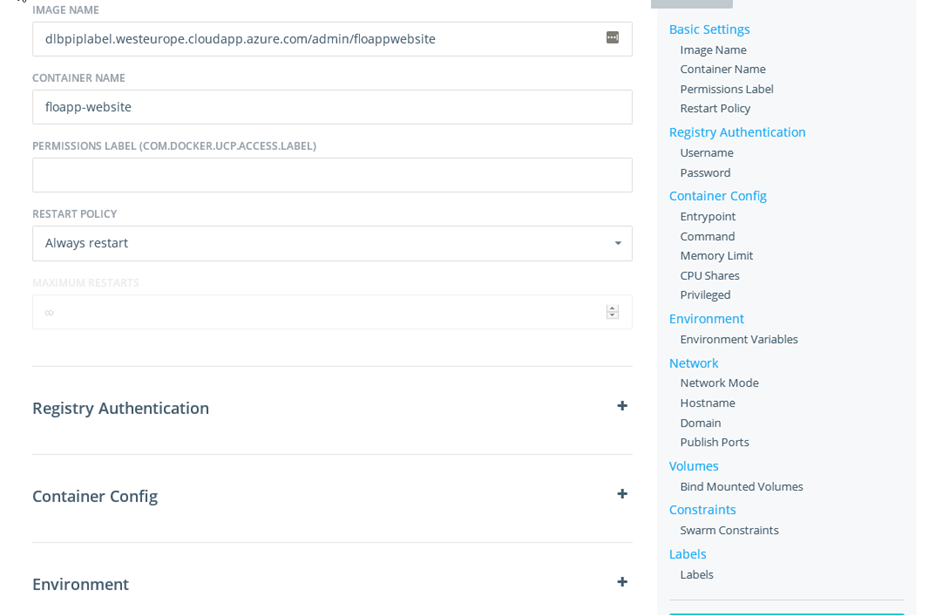 IMAGE NAME
dlbpiplabel.westeurope.cloudapp.azure.com/admin/floappwebsite
CONTAINER NAME
floapp-website
PERMISSIONS LABEL (COM.DOCKER.UCP.ACCESS.LABEL)
RESTART POLICY
Always restart
MAXIMUM RESTARTS
∞
Registry Authentication
Container Config
Environment
Basic Settings
Image Name
Container Name
Permissions Label
Restart Policy
Registry Authentication
Username
Password
Container Config
Entrypoint
Command
Memory Limit
CPU Shares
Privileged
Environment
Environment Variables
Network
Network Mode
Hostname
Domain
Publish Ports
Volumes
Bind Mounted Volumes
Constraints
Swarm Constraints
Labels
Labels